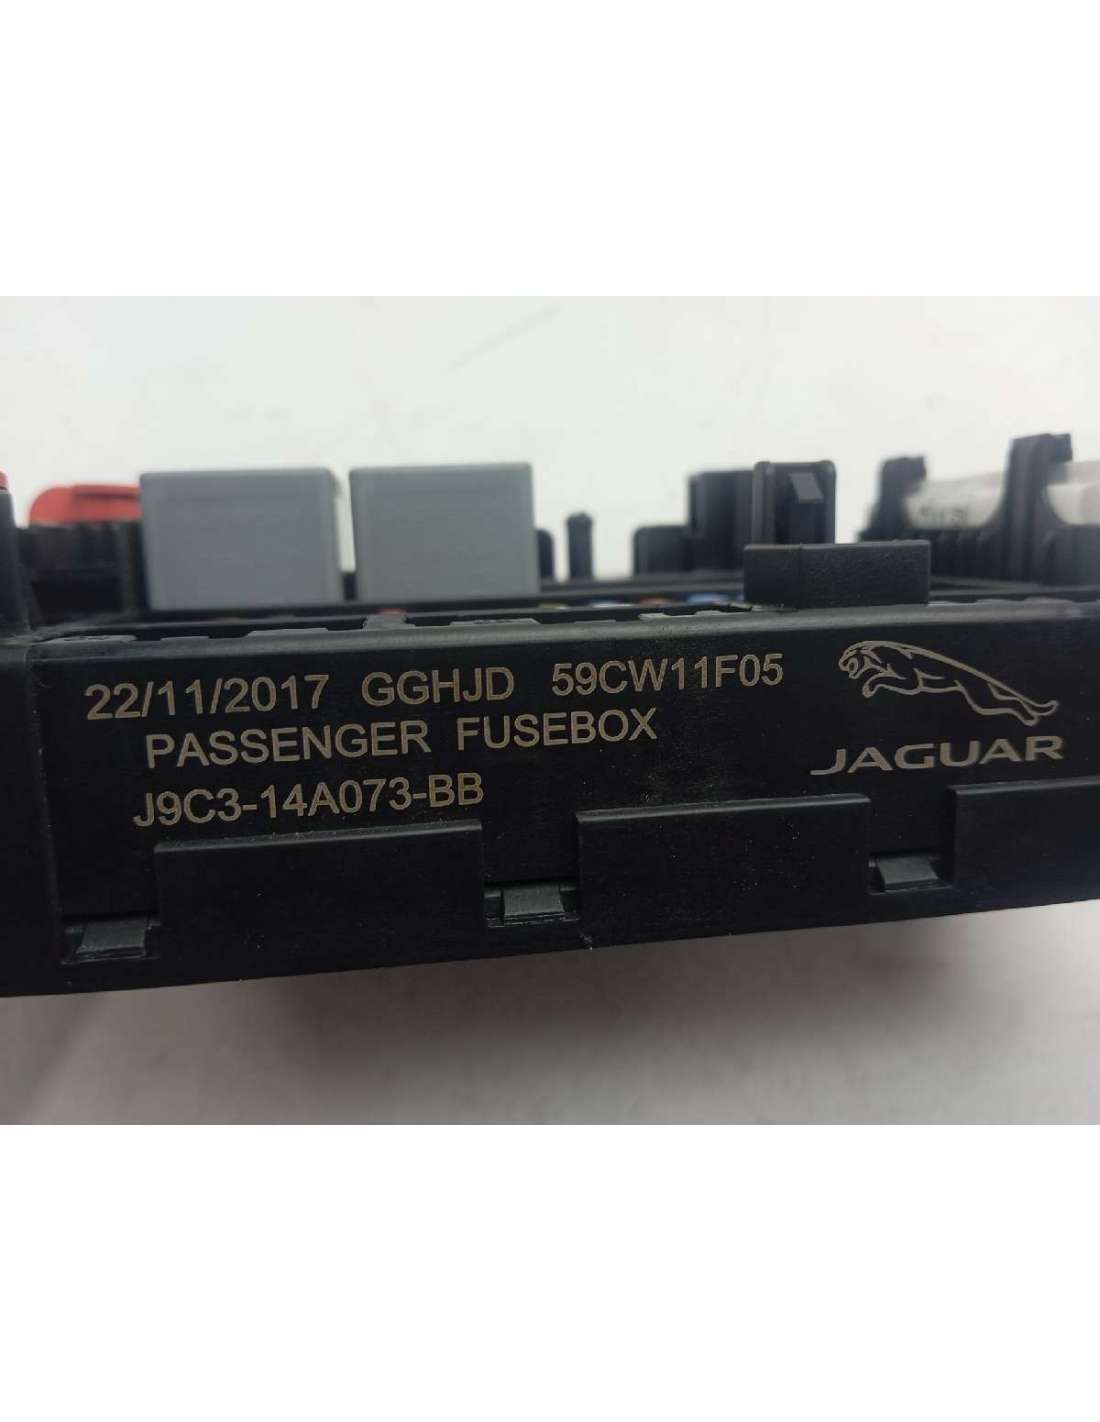 22/11/2017 GGHJD 59CW11F05
PASSENGER FUSEBOX
J9C3-14A073-BB
JAGUAR